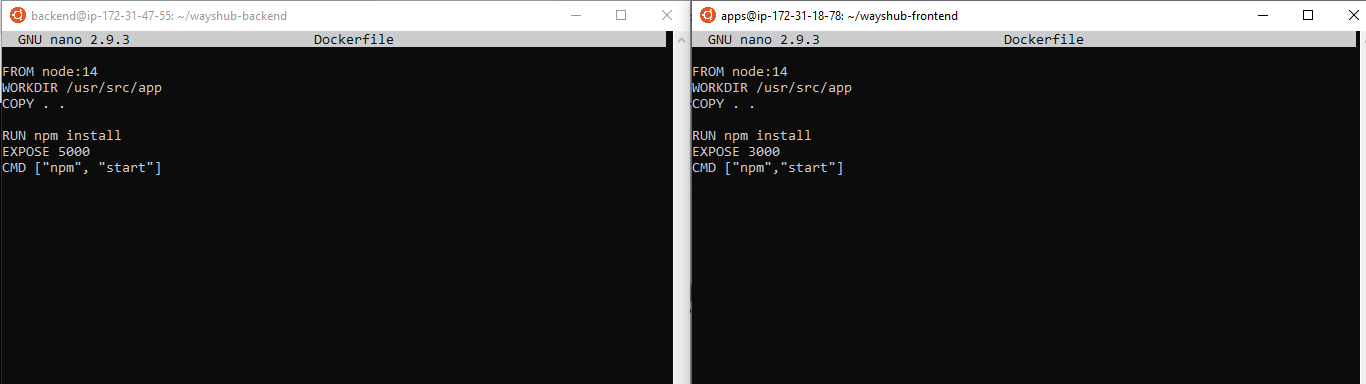 backend@ip-172-31-47-55: ~/wayshub-backend
GNU nano 2.9.3 Dockerfile
FROM node:14
WORKDIR /usr/src/app
COPY . .
RUN npm install
EXPOSE 5000
CMD ["npm", "start"]
apps@ip-172-31-18-78: ~/wayshub-frontend
GNU nano 2.9.3 Dockerfile
FROM node:14
WORKDIR /usr/src/app
COPY . .
RUN npm install
EXPOSE 3000
CMD ["npm","start"]